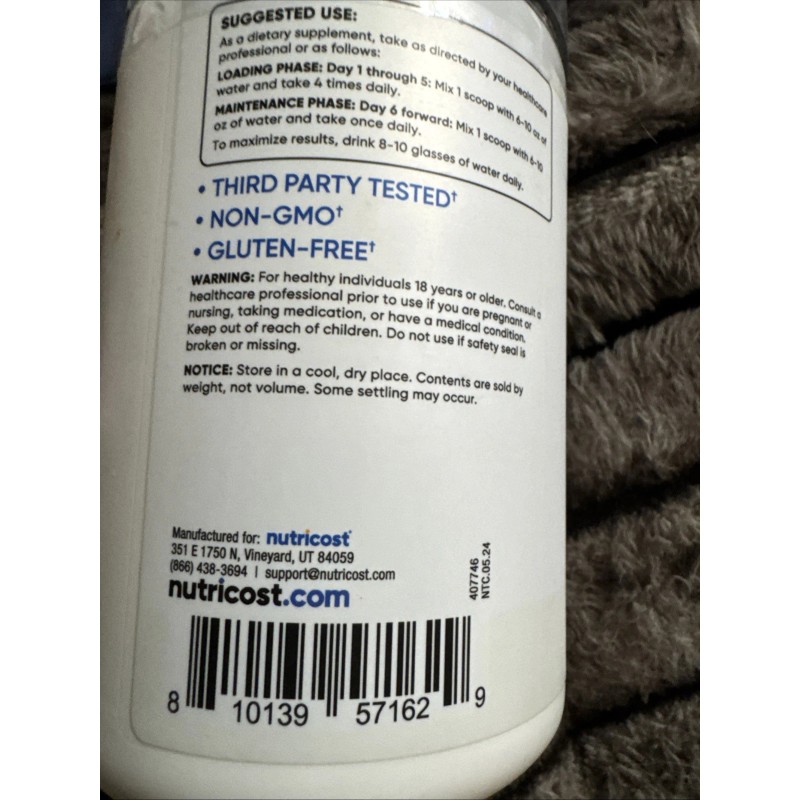 SUGGESTED USE:
As a dietary supplement, take as directed by your healthcare
professional or as follows:
LOADING PHASE: Day 1 through 5: Mix 1 scoop with 6-10 oz of
water and take 4 times daily.
MAINTENANCE PHASE: Day 6 forward: Mix 1 scoop with 6-10
oz of water and take once daily.
To maximize results, drink 8-10 glasses of water daily.
• THIRD PARTY TESTED†
• NON-GMO†
• GLUTEN-FREE†
WARNING: For healthy individuals 18 years or older. Consult a
healthcare professional prior to use if you are pregnant or
nursing, taking medication, or have a medical condition.
Keep out of reach of children. Do not use if safety seal is
broken or missing.
NOTICE: Store in a cool, dry place. Contents are sold by
weight, not volume. Some settling may occur.
Manufactured for: nutricost®
351 E 1750 N, Vineyard, UT 84059
(866) 438-3694 | support@nutricost.com
nutricost.com
407746
NTC.05.24
8 10139 57162 9